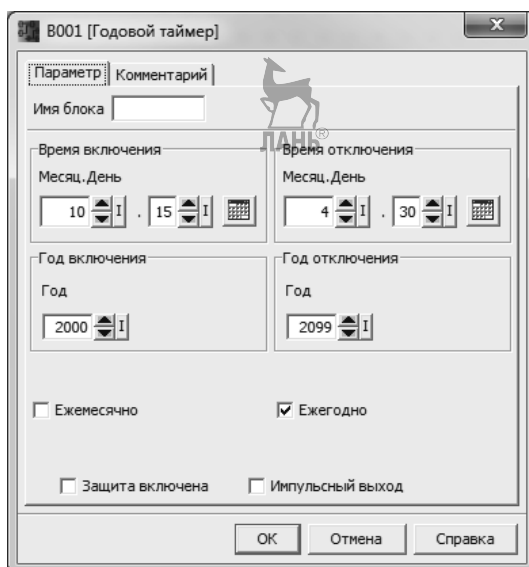 B001 [Годовой таймер]
Параметр Комментарий
Имя блока
ЛАНЬ®
Время включения
Время отключения
Месяц.День
Месяц.День
10 . 15
4 . 30
Год включения
Год отключения
Год
Год
2000
2099
Ежемесячно
Ежегодно
Защита включена
Импульсный выход
OK Отмена Справка